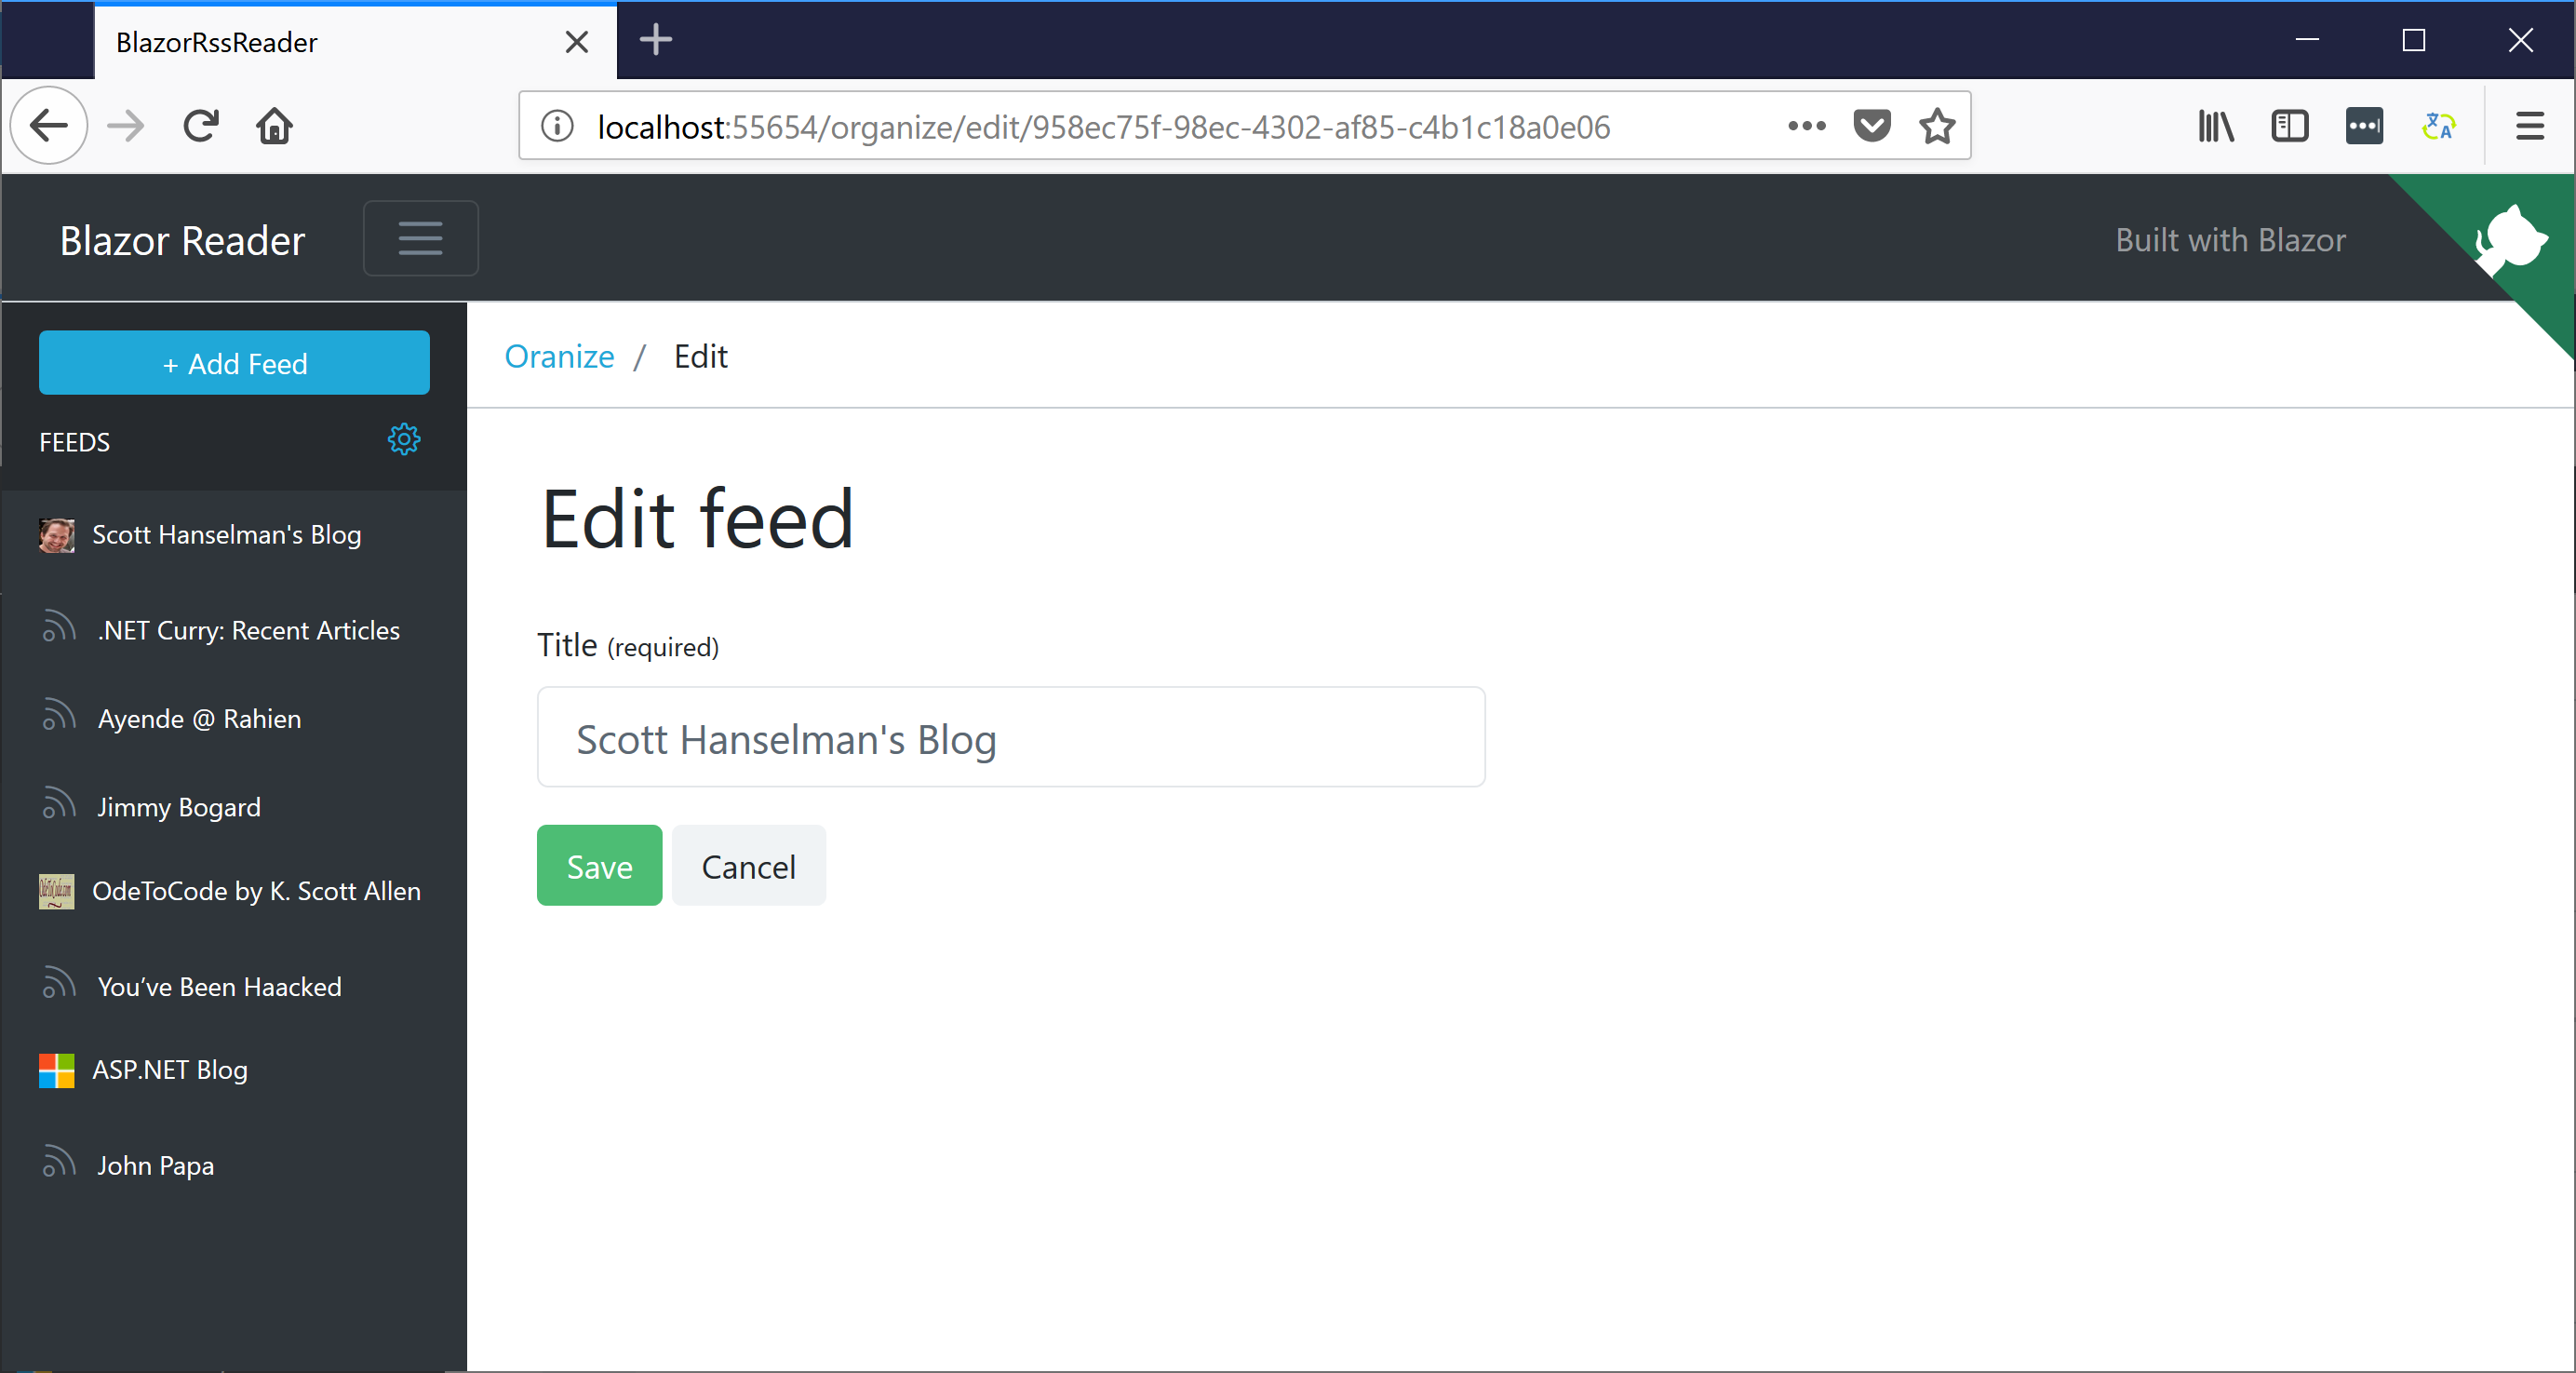 BlazorRssReader
localhost:55654/organize/edit/958ec75f-98ec-4302-af85-c4b1c18a0e06
Blazor Reader
Built with Blazor
+ Add Feed
FEEDS
Scott Hanselman's Blog
.NET Curry: Recent Articles
Ayende @ Rahien
Jimmy Bogard
OdeToCode by K. Scott Allen
You’ve Been Haacked
ASP.NET Blog
John Papa
Oranize / Edit
Edit feed
Title (required)
Scott Hanselman's Blog
Save Cancel